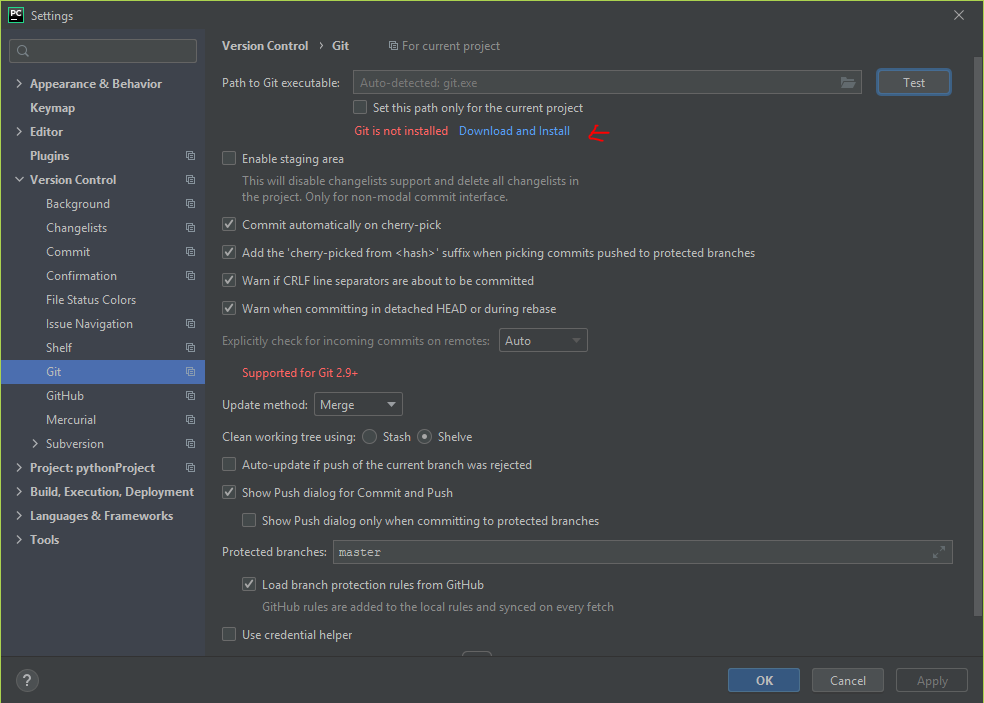 PC Settings
Version Control › Git For current project
Appearance & Behavior
Keymap
Editor
Plugins
Version Control
Background
Changelists
Commit
Confirmation
File Status Colors
Issue Navigation
Shelf
Git
GitHub
Mercurial
Subversion
Project: pythonProject
Build, Execution, Deployment
Languages & Frameworks
Tools
Path to Git executable: Auto-detected: git.exe Test
Set this path only for the current project
Git is not installed Download and Install
Enable staging area
This will disable changelists support and delete all changelists in
the project. Only for non-modal commit interface.
Commit automatically on cherry-pick
Add the 'cherry-picked from <hash>' suffix when picking commits pushed to protected branches
Warn if CRLF line separators are about to be committed
Warn when committing in detached HEAD or during rebase
Explicitly check for incoming commits on remotes: Auto
Supported for Git 2.9+
Update method: Merge
Clean working tree using: Stash Shelve
Auto-update if push of the current branch was rejected
Show Push dialog for Commit and Push
Show Push dialog only when committing to protected branches
Protected branches: master
Load branch protection rules from GitHub
GitHub rules are added to the local rules and synced on every fetch
Use credential helper
? OK Cancel Apply